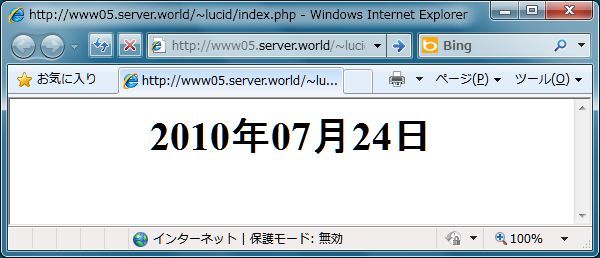 http://www05.server.world/~lucid/index.php - Windows Internet Explorer
http://www05.server.world/~luci
Bing
お気に入り
http://www05.server.world/~lu...
ページ(P)
ツール(O)
2010年07月24日
インターネット | 保護モード: 無効
100%